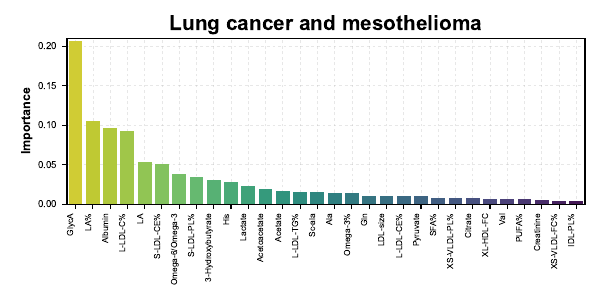 Lung cancer and mesothelioma
Importance
0.20
0.15
0.10
0.05
0.00
GlycA
LA%
Albumin
L-LDL-C%
LA
S-LDL-CE%
Omega-6/Omega-3
S-LDL-PL%
3-Hydroxybutyrate
His
Lactate
Acetoacetate
Acetate
L-LDL-TG%
Ala
Omega-3%
Gln
LDL-size
L-LDL-CE%
Pyruvate
SFA%
XS-VLDL-PL%
Citrate
XL-HDL-FC
Val
PUFA%
Creatinine
XS-VLDL-FC%
IDL-PL%